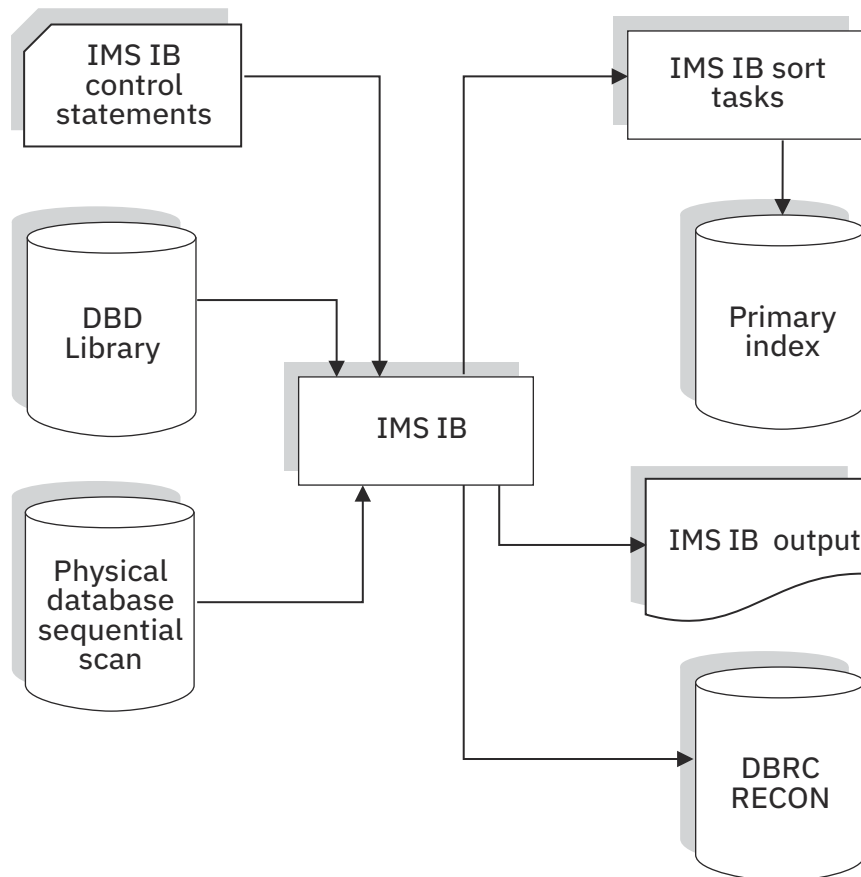 IMS IB
control
statements
IMS IB sort
tasks
DBD
Library
Primary
index
IMS IB
Physical
database
sequential
scan
IMS IB output
DBRC
RECON